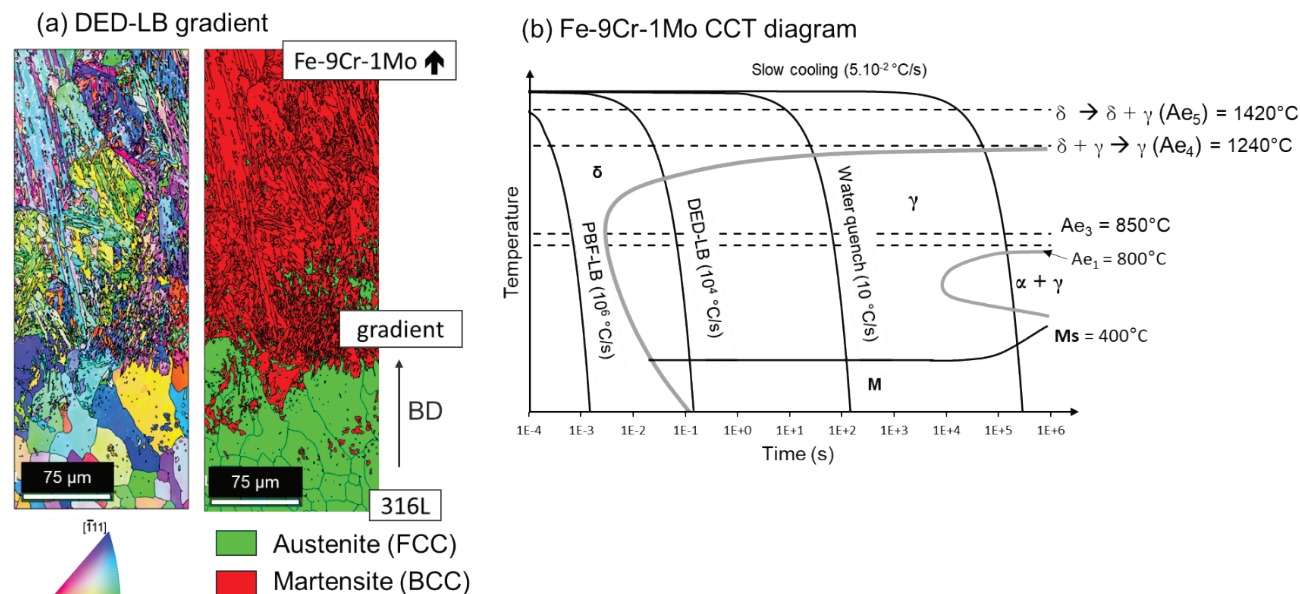 (a) DED-LB gradient
Fe-9Cr-1Mo 🡅
gradient
BD
75 µm
75 µm
316L
[1̅11]
Austenite (FCC)
Martensite (BCC)
(b) Fe-9Cr-1Mo CCT diagram
Slow cooling (5.10⁻² °C/s)
δ → δ + γ (Ae₅) = 1420°C
δ + γ → γ (Ae₄) = 1240°C
δ
γ
PBF-LB (10⁶ °C/s)
DED-LB (10⁴ °C/s)
Water quench (10 °C/s)
Ae₃ = 850°C
Ae₁ = 800°C
α + γ
Ms = 400°C
M
Temperature
1E-4 1E-3 1E-2 1E-1 1E+0 1E+1 1E+2 1E+3 1E+4 1E+5 1E+6
Time (s)